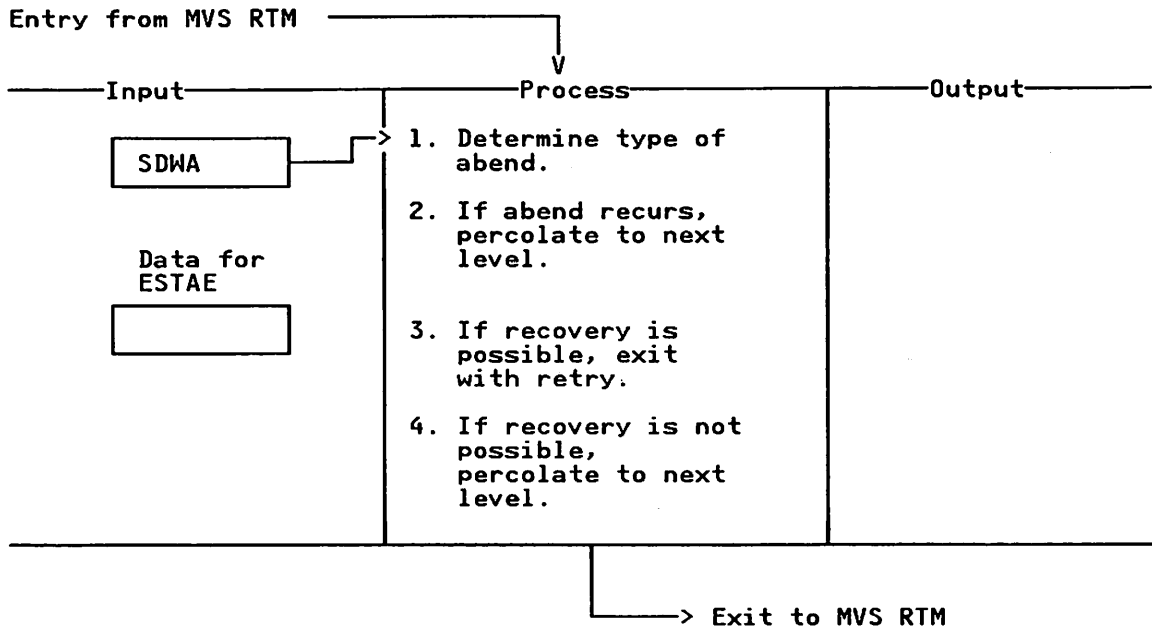 Entry from MVS RTM
Input
Process
Output
SDWA
Data for
ESTAE
1. Determine type of
abend.
2. If abend recurs,
percolate to next
level.
3. If recovery is
possible, exit
with retry.
4. If recovery is not
possible,
percolate to next
level.
Exit to MVS RTM